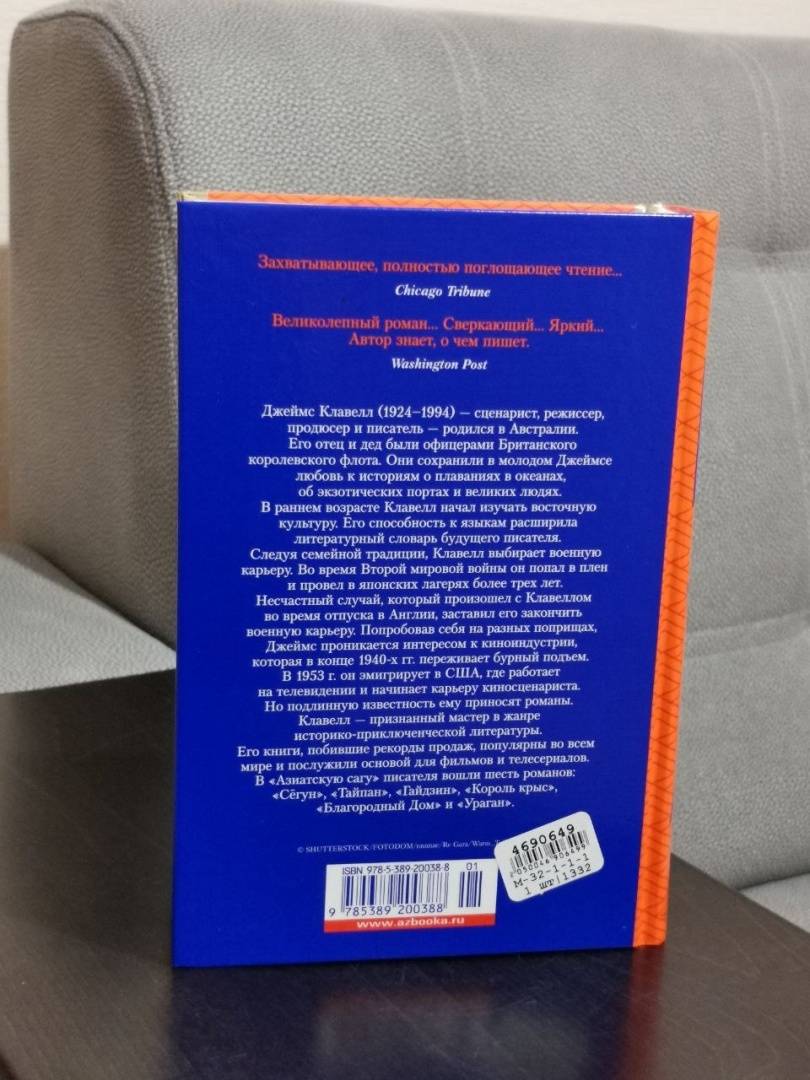 Захватывающее, полностью поглощающее чтение...
Chicago Tribune
Великолепный роман... Сверкающий... Яркий...
Автор знает, о чем пишет.
Washington Post
Джеймс Клавелл (1924–1994) — сценарист, режиссер,
продюсер и писатель — родился в Австралии.
Его отец и дед были офицерами Британского
королевского флота. Они сохранили в молодом Джеймсе
любовь к историям о плаваниях в океанах,
об экзотических портах и великих людях.
В раннем возрасте Клавелл начал изучать восточную
культуру. Его способность к языкам расширила
литературный словарь будущего писателя.
Следуя семейной традиции, Клавелл выбирает военную
карьеру. Во время Второй мировой войны он попал в плен
и провел в японских лагерях более трех лет.
Несчастный случай, который произошел с Клавеллом
во время отпуска в Англии, заставил его закончить
военную карьеру. Попробовав себя на разных поприщах,
Джеймс проникается интересом к киноиндустрии,
которая в конце 1940-х гг. переживает бурный подъем.
В 1953 г. он эмигрирует в США, где работает
на телевидении и начинает карьеру киносценариста.
Но подлинную известность ему приносят романы.
Клавелл — признанный мастер в жанре
историко-приключенческой литературы.
Его книги, побившие рекорды продаж, популярны во всем
мире и послужили основой для фильмов и телесериалов.
В «Азиатскую сагу» писателя вошли шесть романов:
«Сёгун», «Тайпан», «Гайдзин», «Король крыс»,
«Благородный Дом» и «Ураган».
© SHUTTERSTOCK/FOTODOM/
ISBN 978-5-389-20038-8 01
9 785389 200388
www.azbooka.ru
4690649
2050046906499
М-32-1-1-1
1 шт|1332